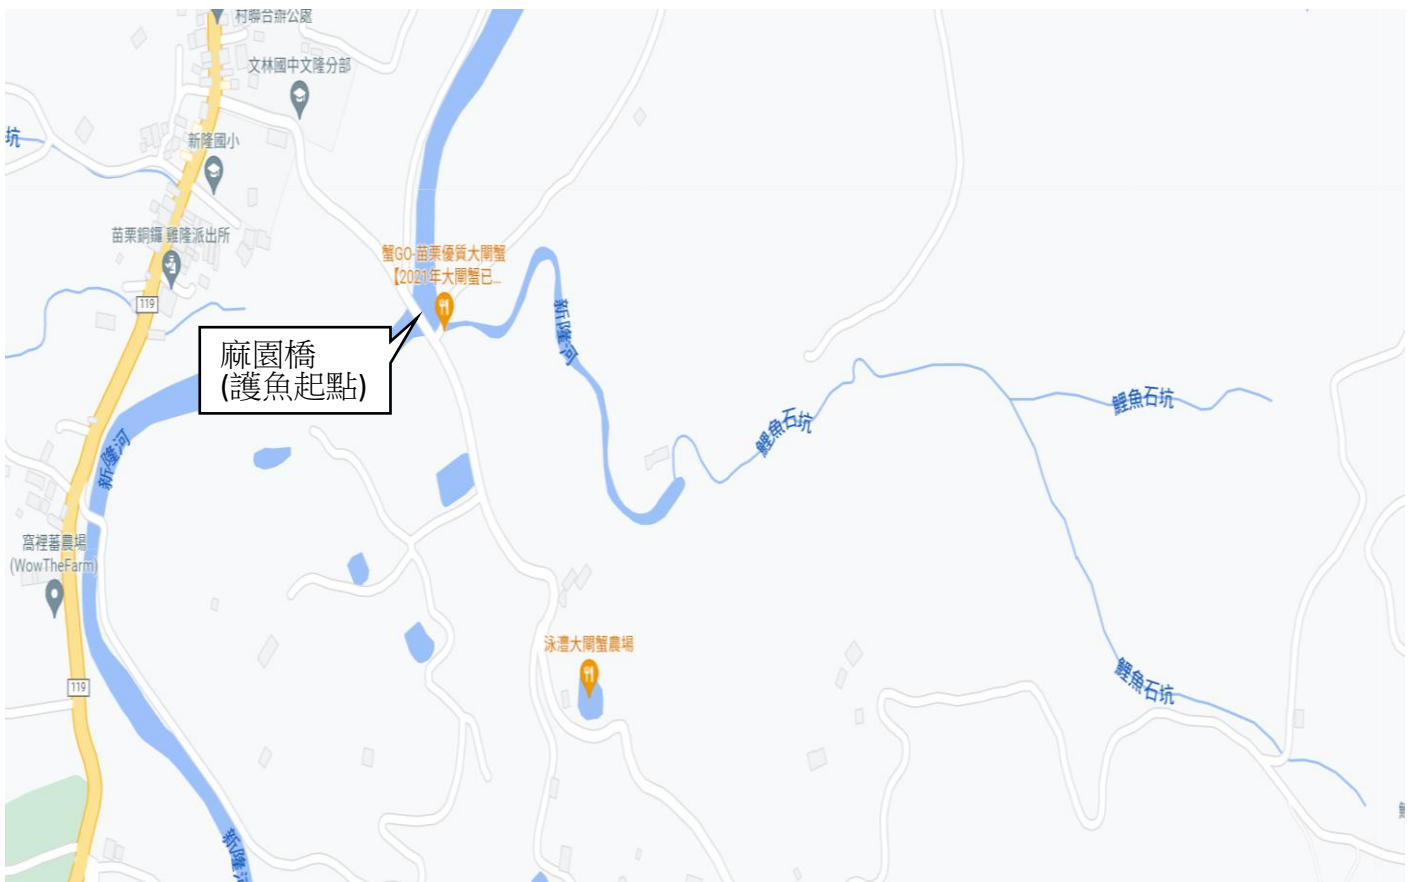 村聯合辦公處
文林國中文隆分部
坑
新隆國小
苗栗銅鑼 雞隆派出所
蟹GO-苗栗優質大閘蟹
【2021年大閘蟹已...
119
新隆河
麻園橋
(護魚起點)
鯉魚石坑
鯉魚石坑
新隆河
窩裡蕃農場
(WowTheFarm)
泳澧大閘蟹農場
鯉魚石坑
119
新隆河